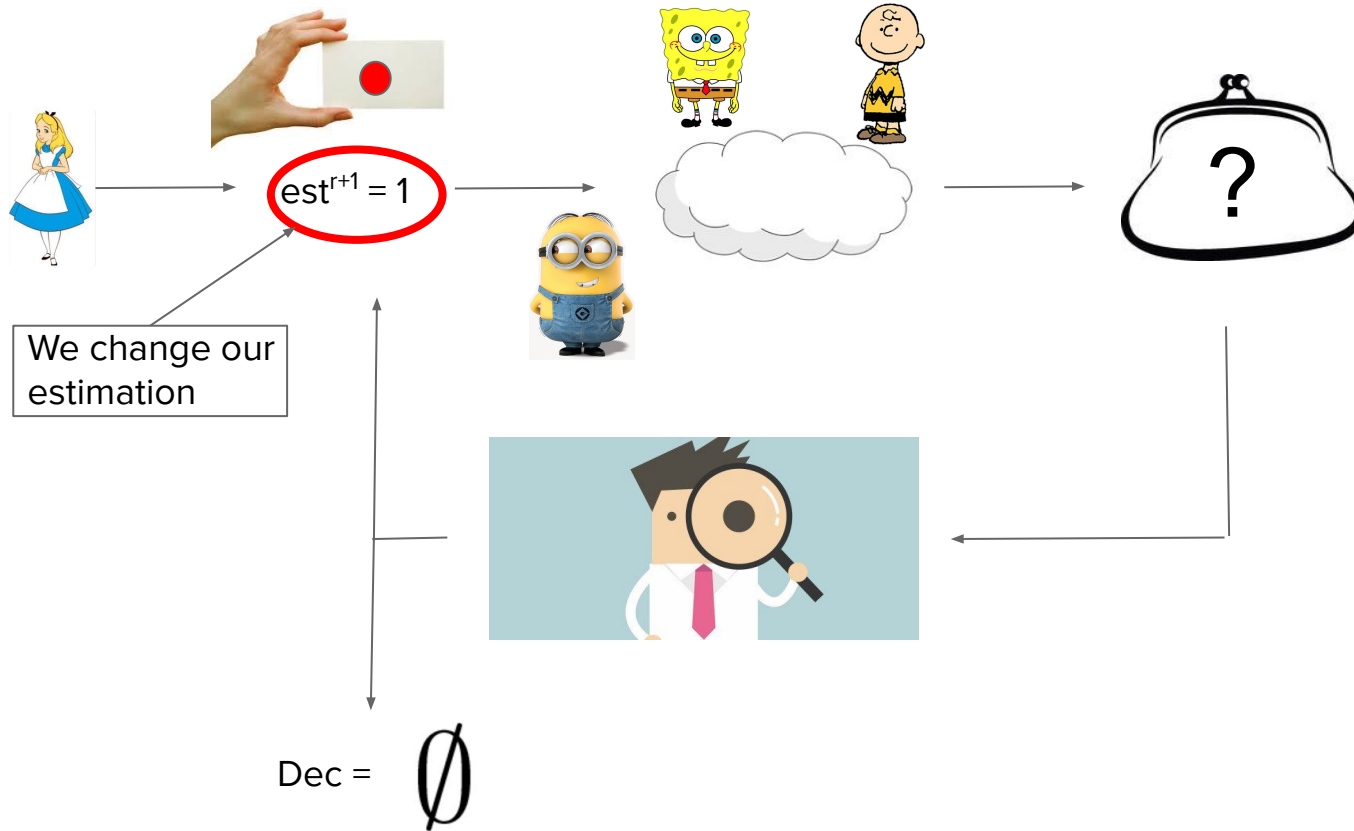 est^{r+1} = 1
?
We change our
estimation
Dec = ∅